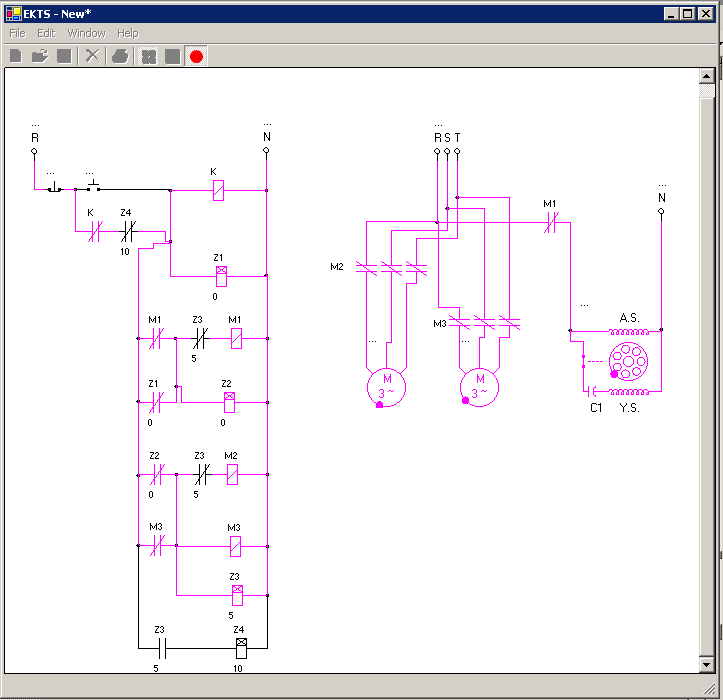 EKTS - New*
File Edit Window Help
... ... ...
R N R S T
... ... ...
K M1 N
K Z4
10
Z1 M2
0
...
M1 Z3 M1 M3 A.S.
5 ... ...
Z1 Z2 M M
3 ~ 3 ~
0 0 C1 Y.S.
Z2 Z3 M2
0 5
M3 M3
Z3
5
Z3 Z4
5 10